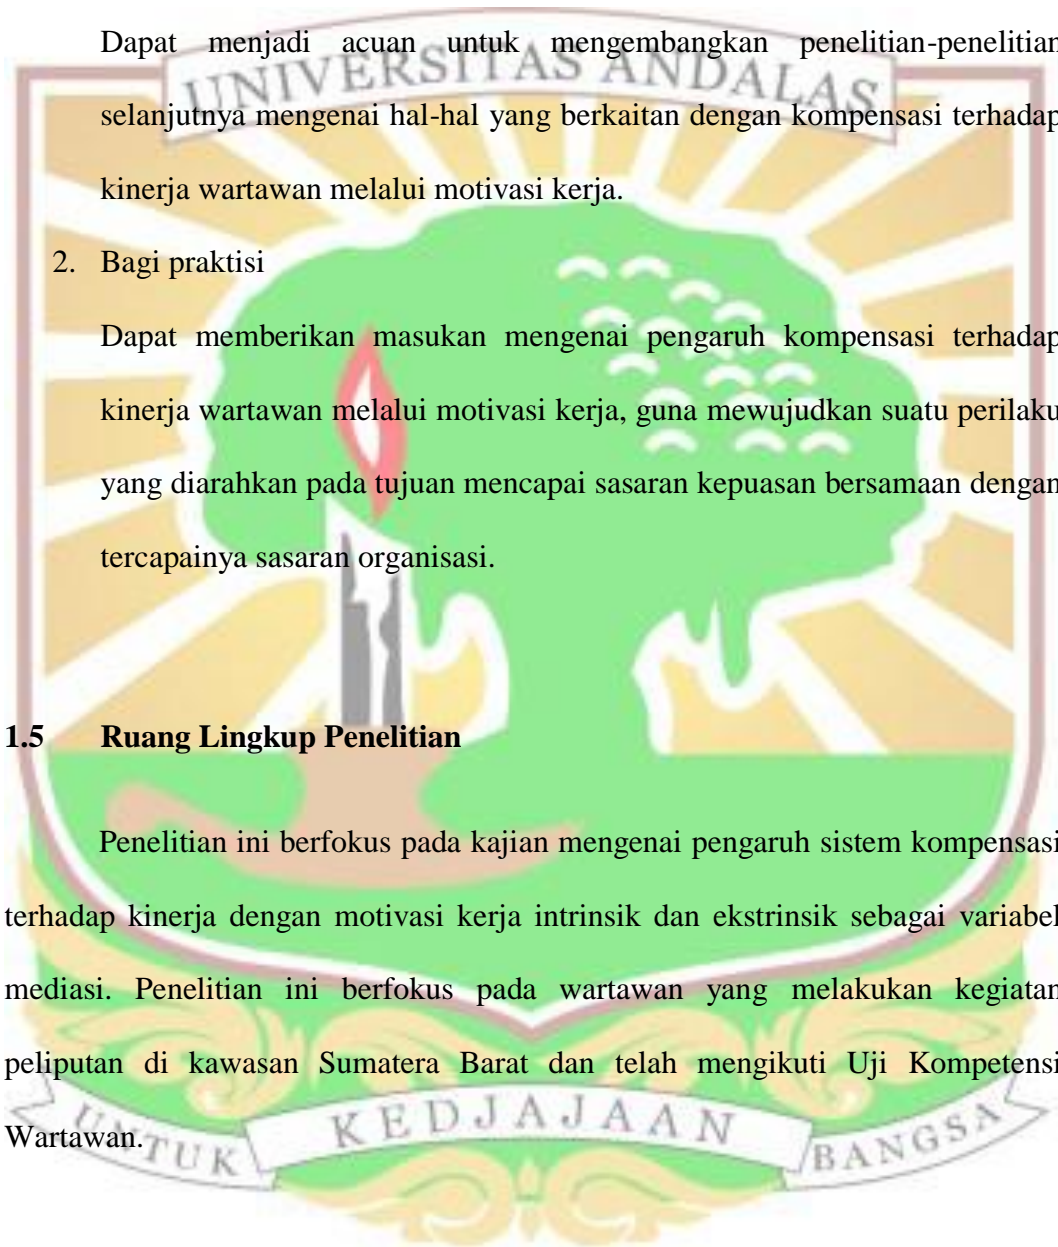 Dapat menjadi acuan untuk mengembangkan penelitian-penelitian
UNIVERSITAS ANDALAS
selanjutnya mengenai hal-hal yang berkaitan dengan kompensasi terhadap
kinerja wartawan melalui motivasi kerja.
2. Bagi praktisi
Dapat memberikan masukan mengenai pengaruh kompensasi terhadap
kinerja wartawan melalui motivasi kerja, guna mewujudkan suatu perilaku
yang diarahkan pada tujuan mencapai sasaran kepuasan bersamaan dengan
tercapainya sasaran organisasi.
1.5 Ruang Lingkup Penelitian
Penelitian ini berfokus pada kajian mengenai pengaruh sistem kompensasi
terhadap kinerja dengan motivasi kerja intrinsik dan ekstrinsik sebagai variabel
mediasi. Penelitian ini berfokus pada wartawan yang melakukan kegiatan
peliputan di kawasan Sumatera Barat dan telah mengikuti Uji Kompetensi
Wartawan.
UNTUK KEDJAJAAN BANGSA